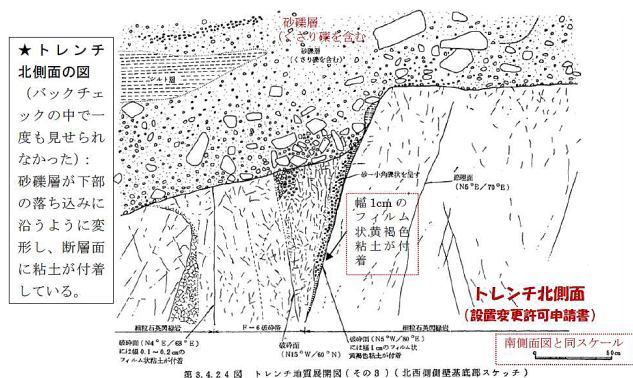 ★トレンチ
北側面の図
（バックチェ
ックの中で一
度も見せられ
なかった）：
砂礫層が下部
の落ち込みに
沿うように変
形し、断層面
に粘土が付着
している。
砂礫層
（くさり礫を含む
砂礫層
（くさり礫を含む）
シルト層
砂～小角礫状を呈す
節理面
（N5°E／70°E）
幅1cmの
フィルム
状黄褐色
粘土が付
着
トレンチ北側面
（設置変更許可申請書）
南側面図と同スケール
0 50cm
細粒石英閃緑岩
F－6破砕帯
細粒石英閃緑岩
破砕面（N4°E／68°E）
には幅0.1～0.2cmの
フィルム状粘土が付着
破砕面
（N15°W／60°N）
破砕面（N5°W／80°E）
には幅1cmのフィルム状
黄褐色粘土が付着
第3.4.24図 トレンチ地質展開図（その3）（北西側側壁基底部スケッチ）